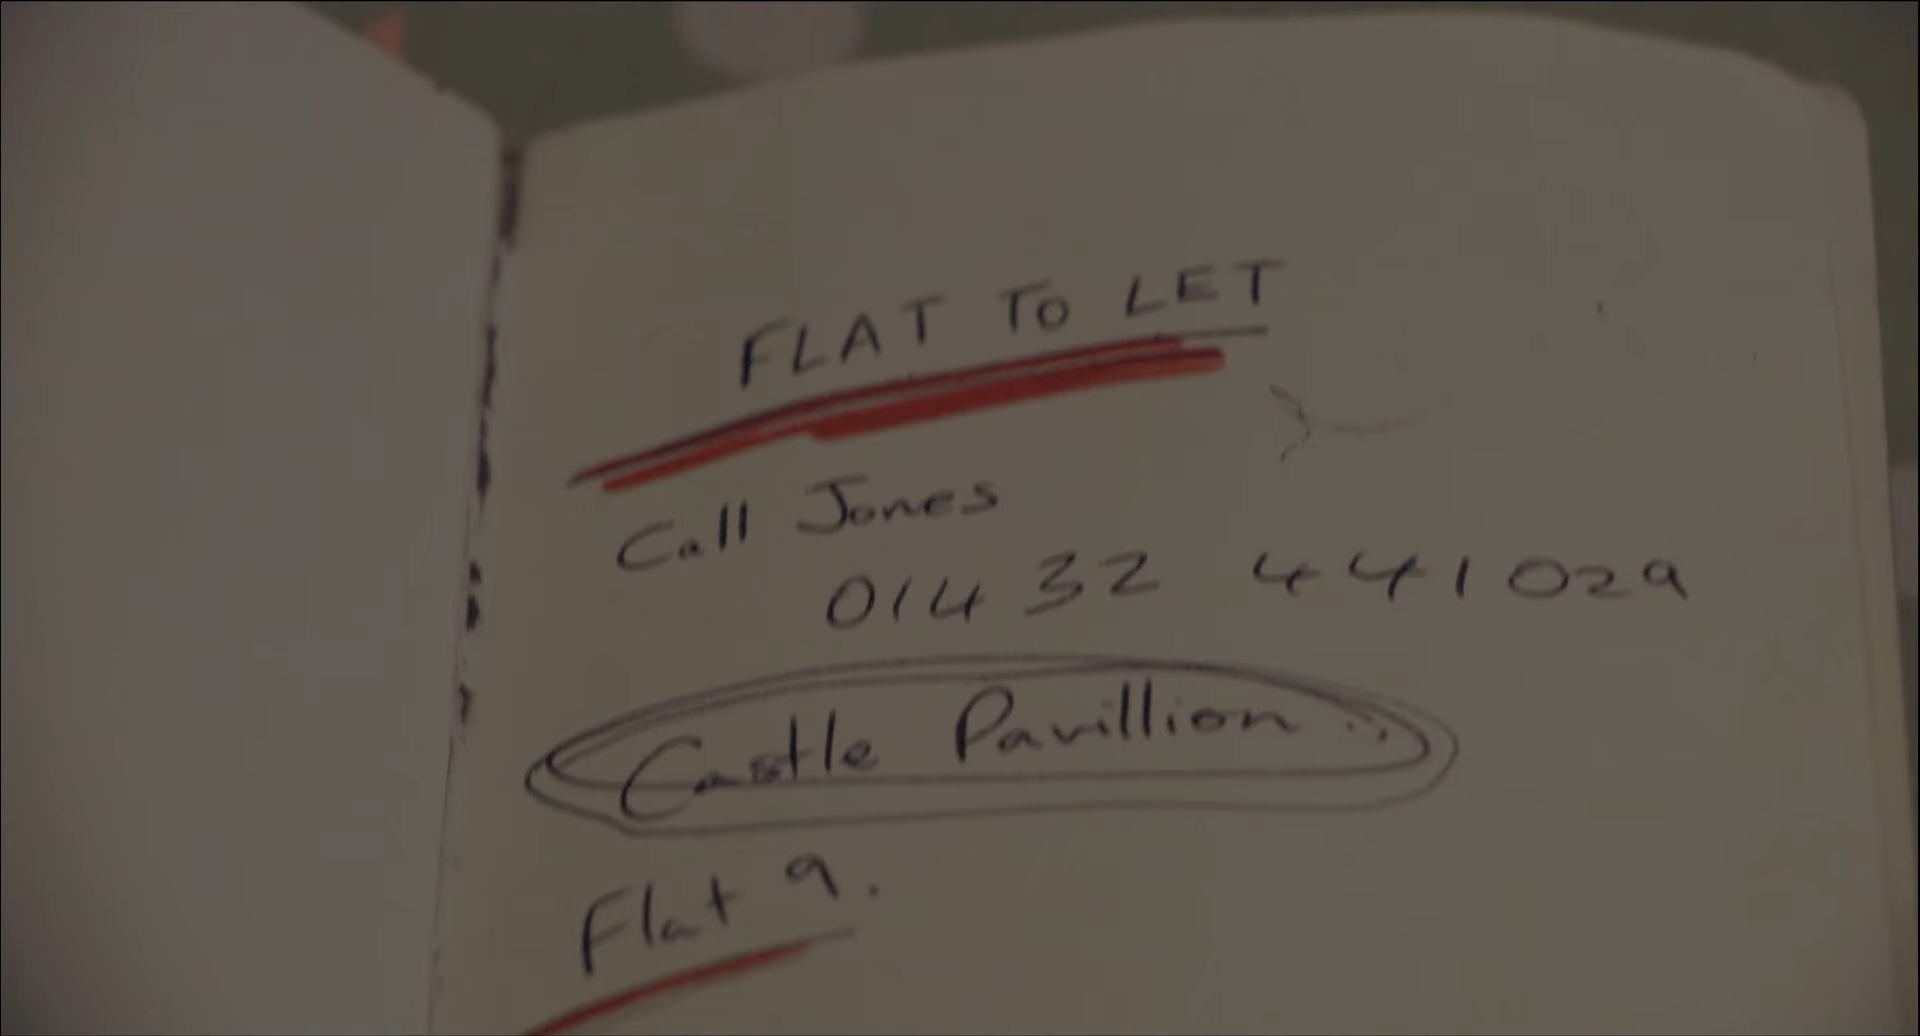 FLAT TO LET
Call Jones
01432 441029
Castle Pavillion
Flat 9.